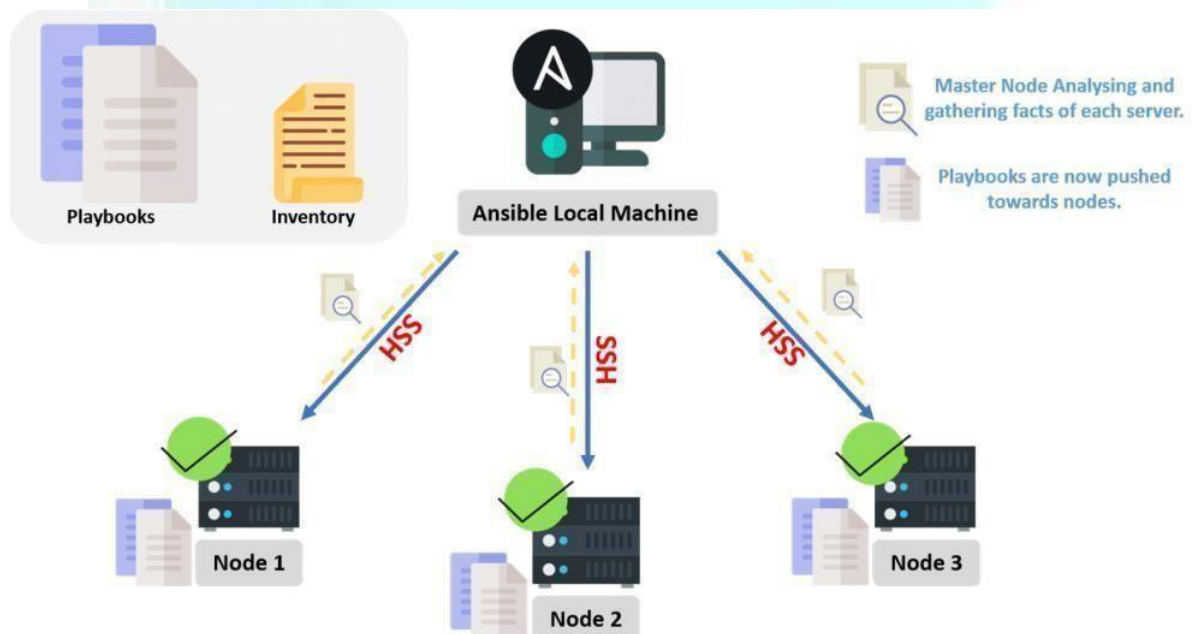 Playbooks
Inventory
Ansible Local Machine
Master Node Analysing and
gathering facts of each server.
Playbooks are now pushed
towards nodes.
SSH
SSH
SSH
Node 1
Node 2
Node 3